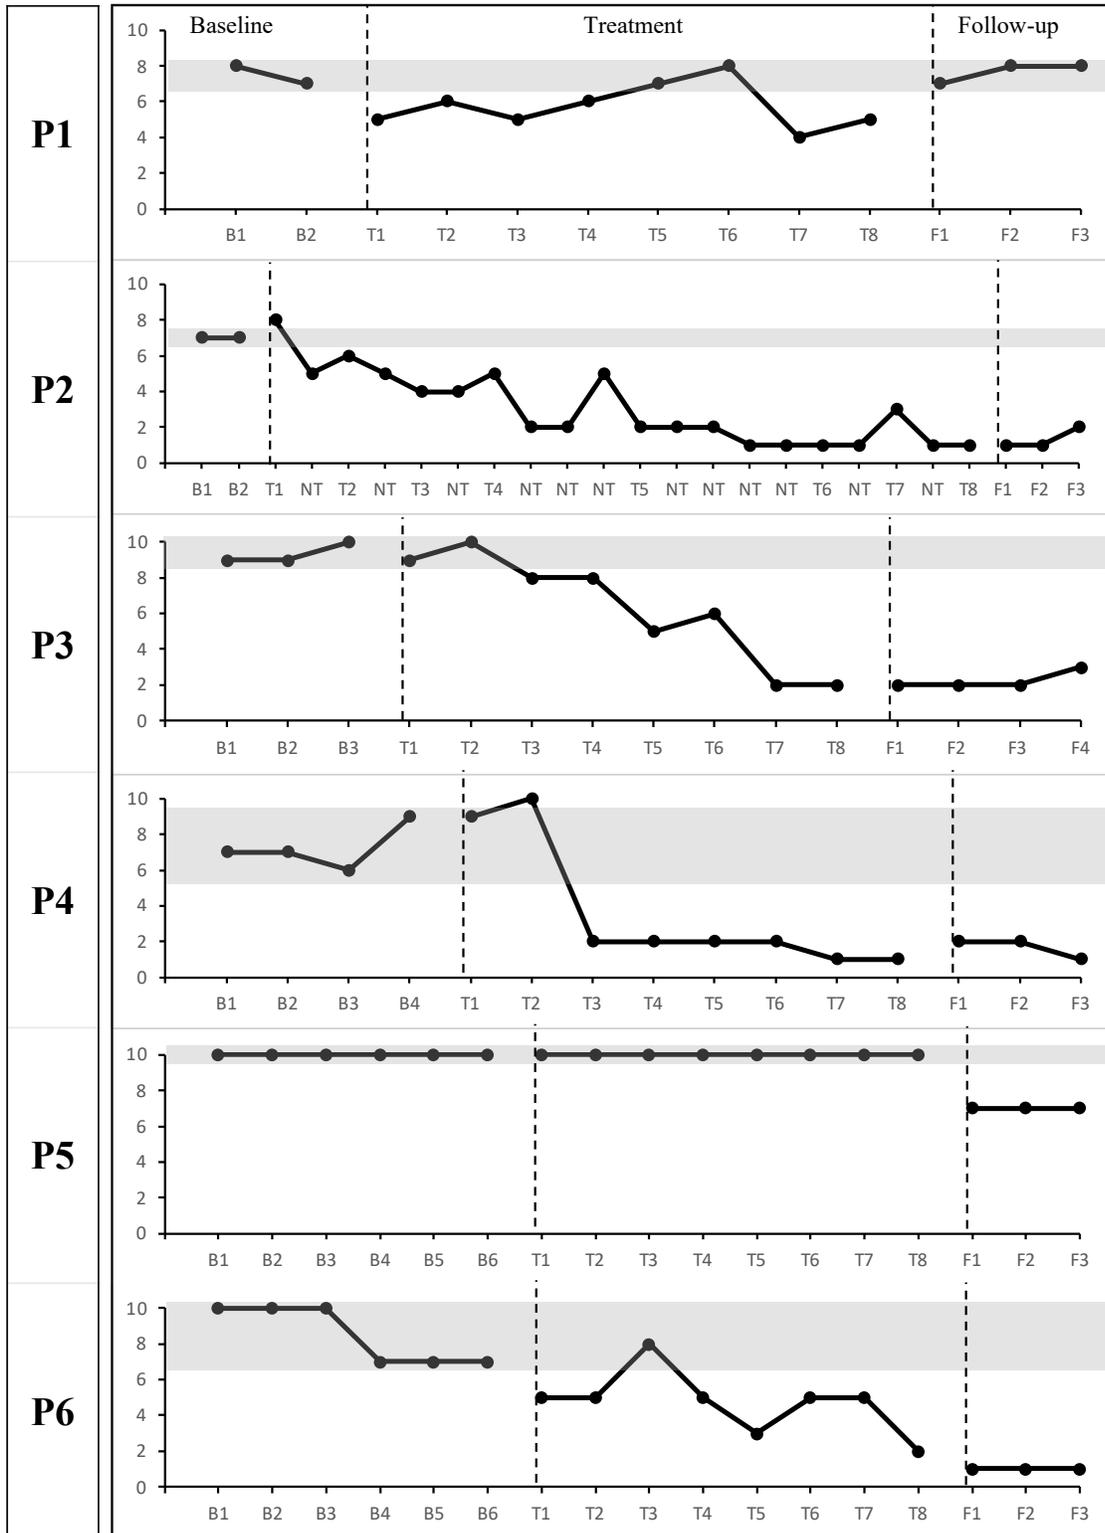 Baseline Treatment Follow-up
P1
10
8
6
4
2
0
B1 B2 T1 T2 T3 T4 T5 T6 T7 T8 F1 F2 F3
P2
10
8
6
4
2
0
B1 B2 T1 NT T2 NT T3 NT T4 NT NT NT T5 NT NT NT NT T6 NT T7 NT T8 F1 F2 F3
P3
10
8
6
4
2
0
B1 B2 B3 T1 T2 T3 T4 T5 T6 T7 T8 F1 F2 F3 F4
P4
10
8
6
4
2
0
B1 B2 B3 B4 T1 T2 T3 T4 T5 T6 T7 T8 F1 F2 F3
P5
10
8
6
4
2
0
B1 B2 B3 B4 B5 B6 T1 T2 T3 T4 T5 T6 T7 T8 F1 F2 F3
P6
10
8
6
4
2
0
B1 B2 B3 B4 B5 B6 T1 T2 T3 T4 T5 T6 T7 T8 F1 F2 F3